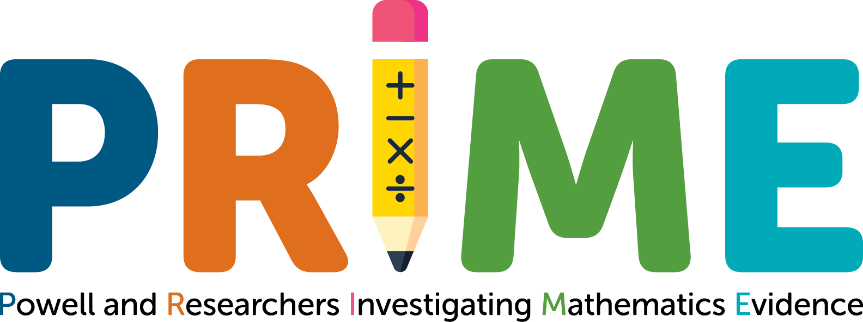 PRIME
+ − × ÷
Powell and Researchers Investigating Mathematics Evidence